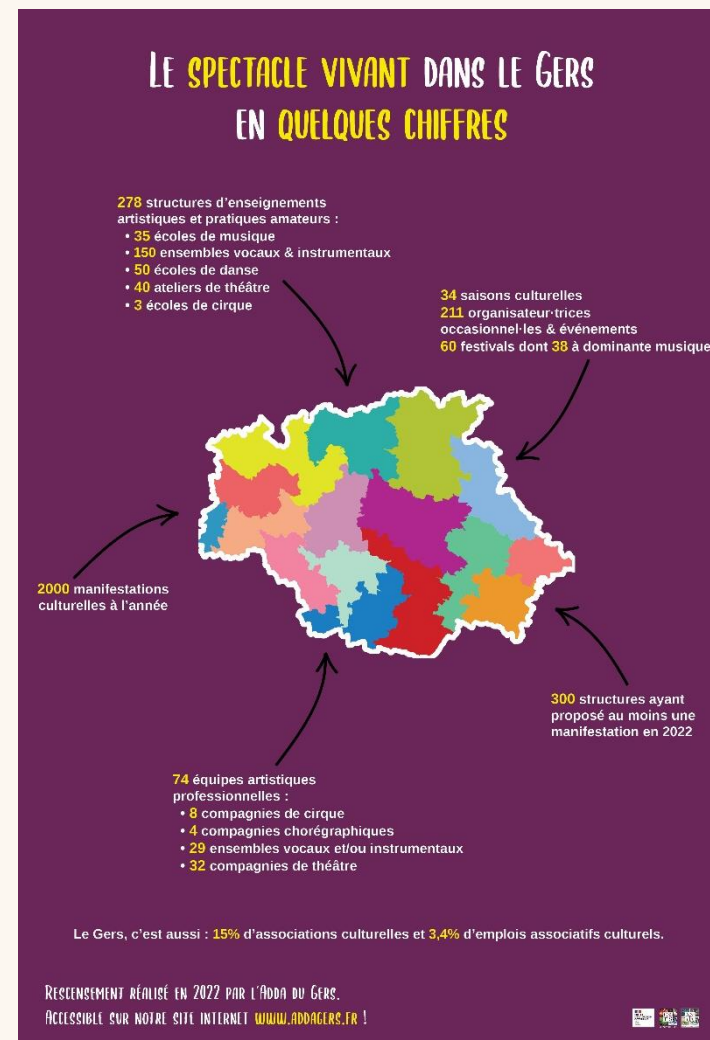 LE SPECTACLE VIVANT DANS LE GERS
EN QUELQUES CHIFFRES
278 structures d'enseignements
artistiques et pratiques amateurs :
• 35 écoles de musique
• 150 ensembles vocaux & instrumentaux
• 50 écoles de danse
• 40 ateliers de théâtre
• 3 écoles de cirque
34 saisons culturelles
211 organisateur·trices
occasionnel·les & événements
60 festivals dont 38 à dominante musique
2000 manifestations
culturelles à l'année
300 structures ayant
proposé au moins une
manifestation en 2022
74 équipes artistiques
professionnelles :
• 8 compagnies de cirque
• 4 compagnies chorégraphiques
• 29 ensembles vocaux et/ou instrumentaux
• 32 compagnies de théâtre
Le Gers, c'est aussi : 15% d'associations culturelles et 3,4% d'emplois associatifs culturels.
RESCENSEMENT RÉALISÉ EN 2022 PAR L'ADDA DU GERS.
ACCESSIBLE SUR NOTRE SITE INTERNET WWW.ADDAGERS.FR !